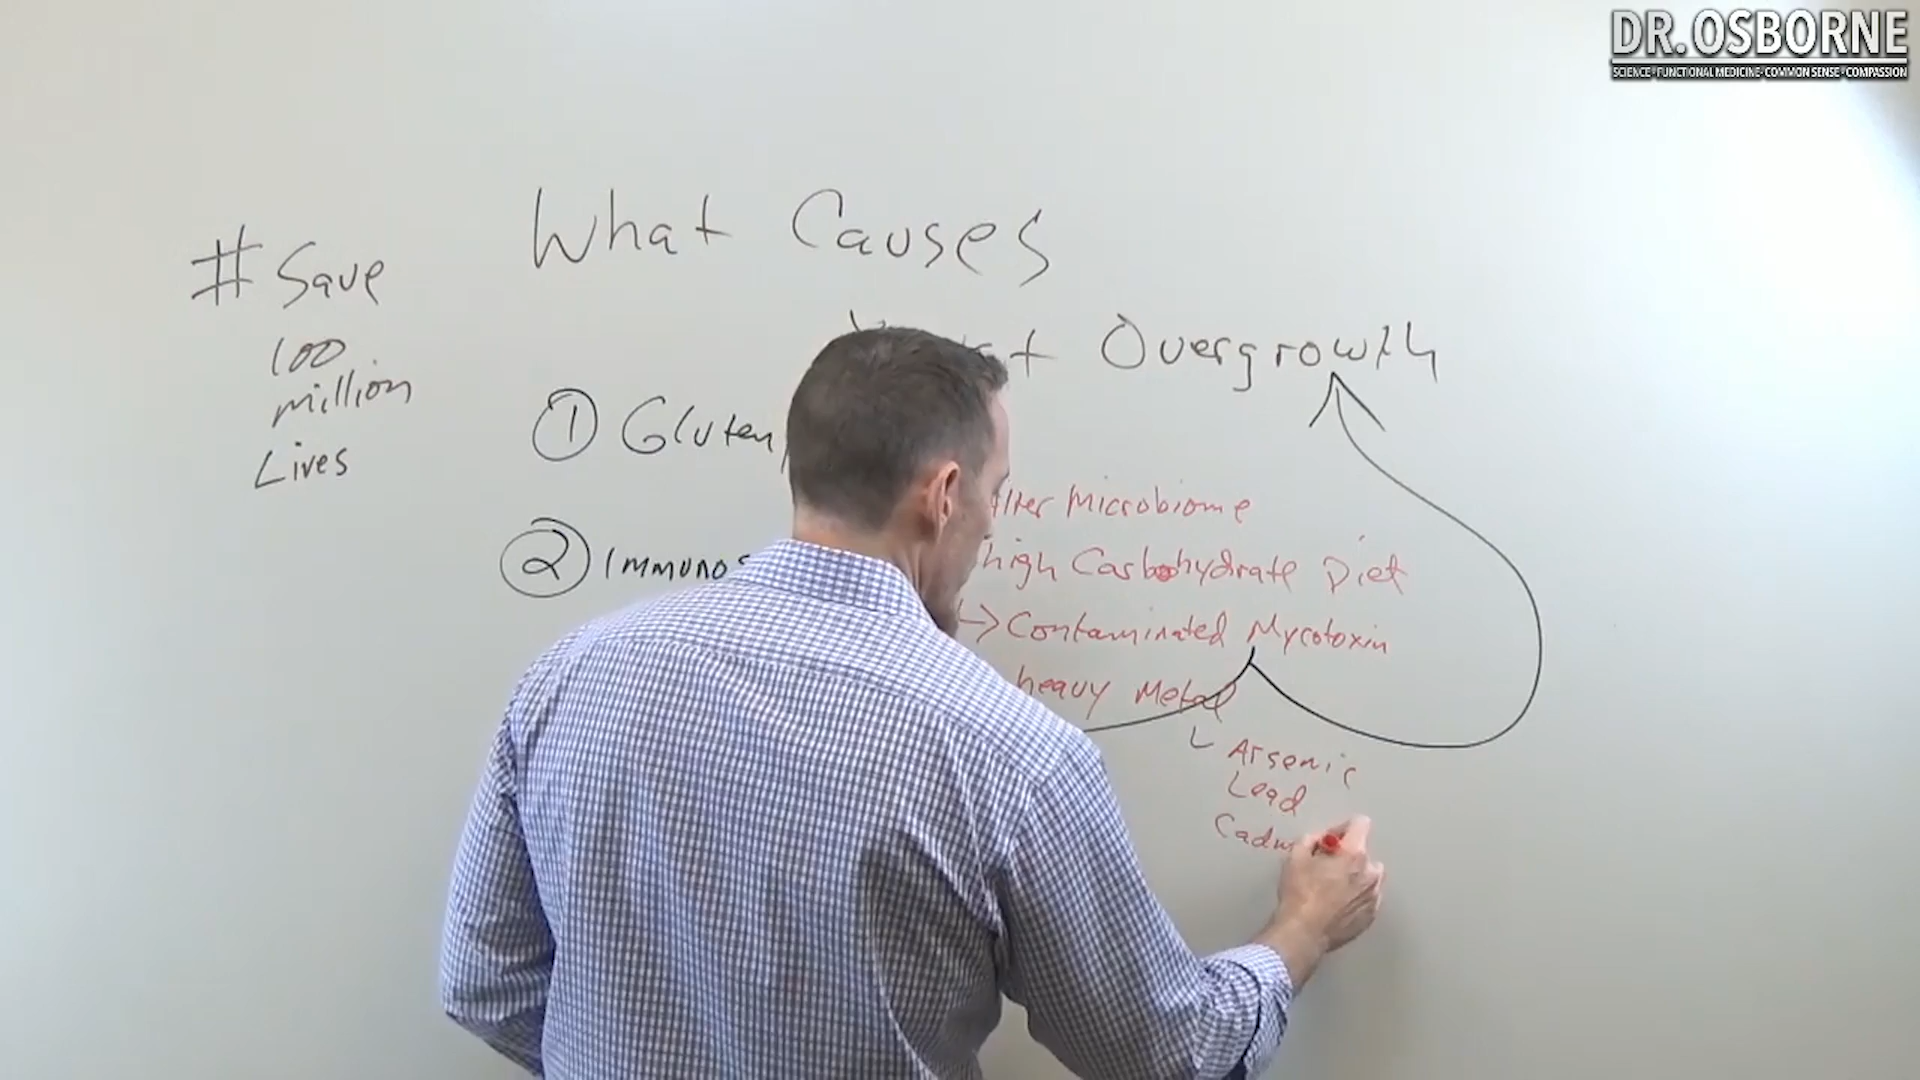 DR. OSBORNE
SCIENCE · FUNCTIONAL MEDICINE · COMMON SENSE · COMPASSION
# Save
100
million
Lives
What Causes
Overgrowth
① Gluten
②
Microbiome
high Carbohydrate Diet
↳ Contaminated Mycotoxin
heavy Metal
Arsenic
Lead